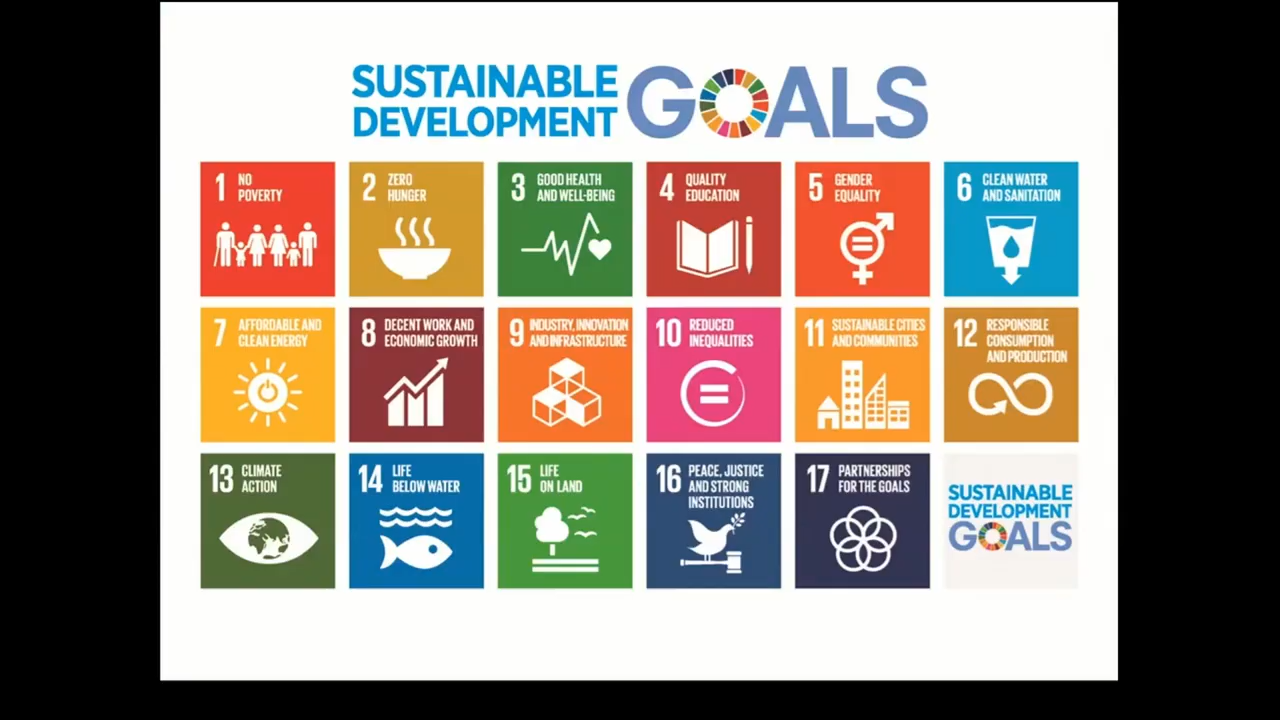 SUSTAINABLE
DEVELOPMENT
GOALS
1 NO
POVERTY
2 ZERO
HUNGER
3 GOOD HEALTH
AND WELL-BEING
4 QUALITY
EDUCATION
5 GENDER
EQUALITY
6 CLEAN WATER
AND SANITATION
7 AFFORDABLE AND
CLEAN ENERGY
8 DECENT WORK AND
ECONOMIC GROWTH
9 INDUSTRY, INNOVATION
AND INFRASTRUCTURE
10 REDUCED
INEQUALITIES
11 SUSTAINABLE CITIES
AND COMMUNITIES
12 RESPONSIBLE
CONSUMPTION
AND PRODUCTION
13 CLIMATE
ACTION
14 LIFE
BELOW WATER
15 LIFE
ON LAND
16 PEACE, JUSTICE
AND STRONG
INSTITUTIONS
17 PARTNERSHIPS
FOR THE GOALS
SUSTAINABLE
DEVELOPMENT
GOALS